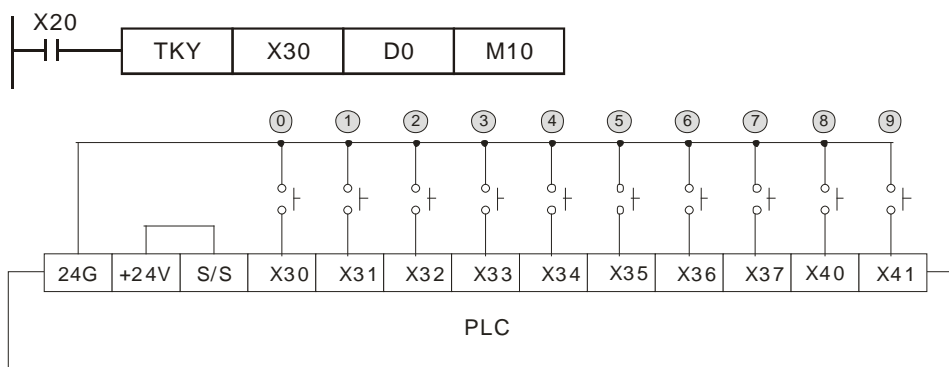 X20
TKY X30 D0 M10
0 1 2 3 4 5 6 7 8 9
24G +24V S/S X30 X31 X32 X33 X34 X35 X36 X37 X40 X41
PLC